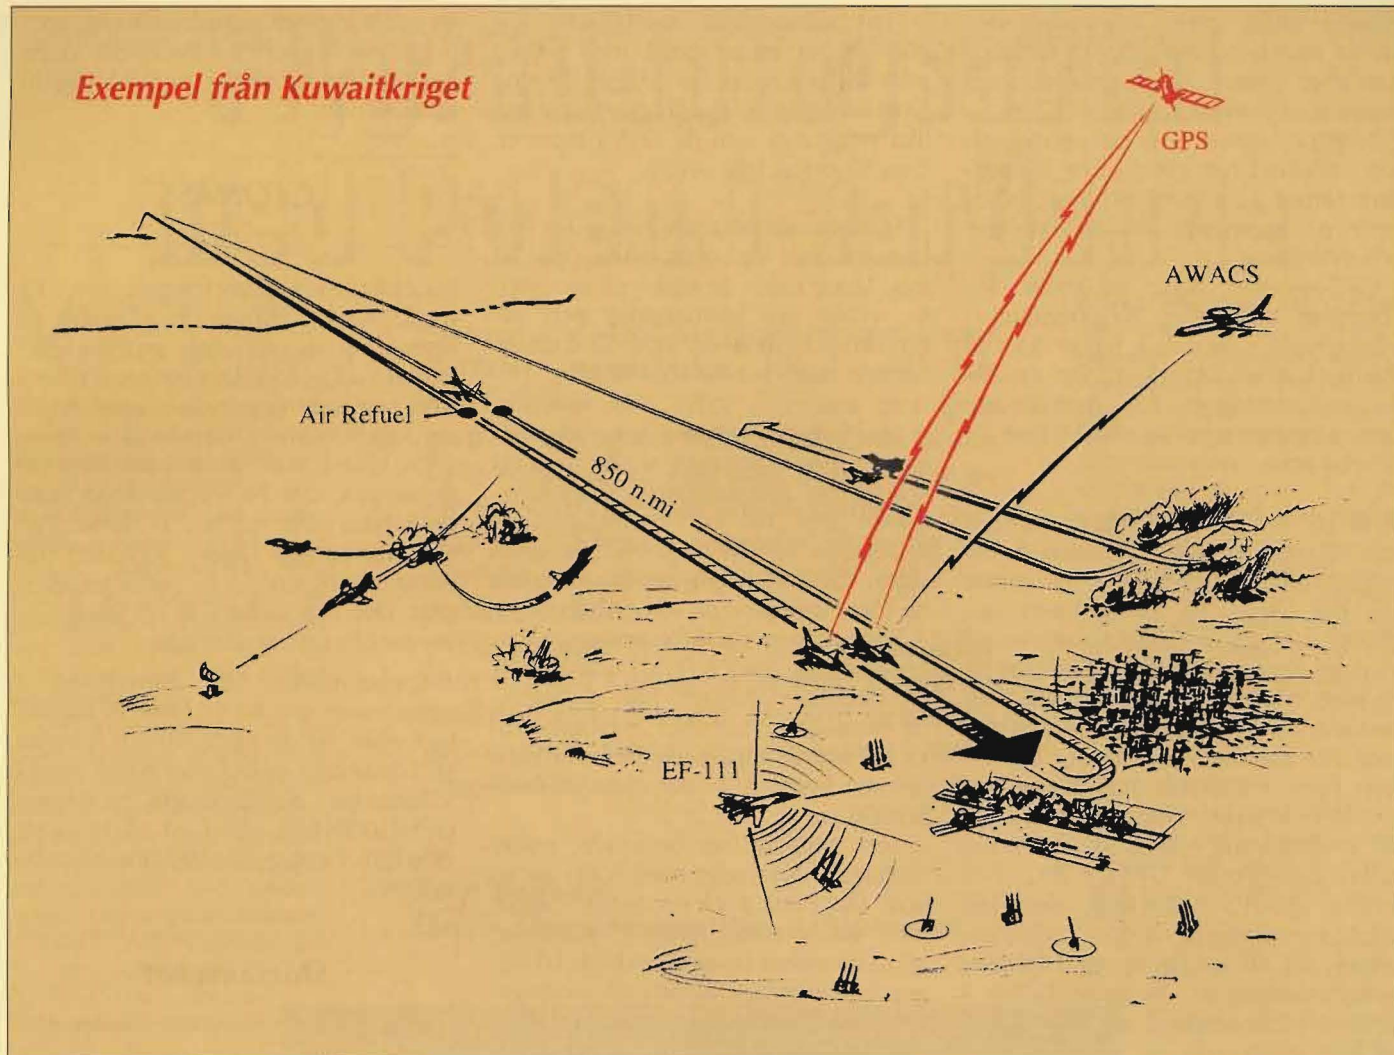 Exempel från Kuwaitkriget
GPS
AWACS
Air Refuel
850 n.mi
EF-111